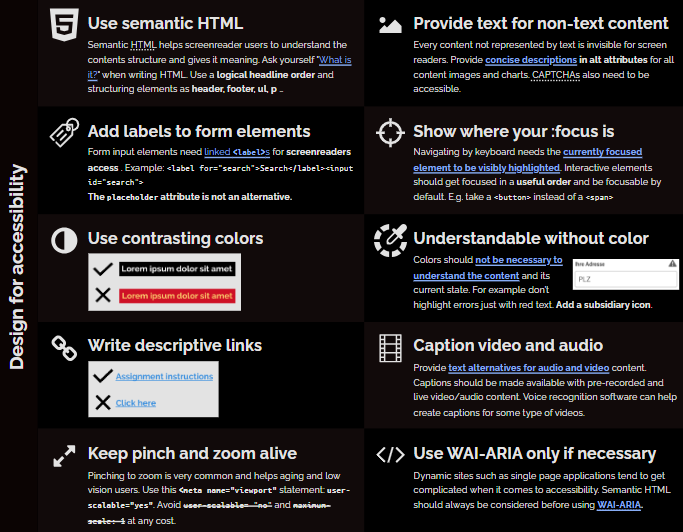 Design for accessibility
Use semantic HTML
Semantic HTML helps screenreader users to understand the
contents structure and gives it meaning. Ask yourself "What is
it?" when writing HTML. Use a logical headline order and
structuring elements as header, footer, ul, p ..
Provide text for non-text content
Every content not represented by text is invisible for screen
readers. Provide concise descriptions in alt attributes for all
content images and charts. CAPTCHAs also need to be
accessible.
Add labels to form elements
Form input elements need linked <label>s for screenreaders
access . Example: <label for="search">Search</label><input
id="search">
The placeholder attribute is not an alternative.
Show where your :focus is
Navigating by keyboard needs the currently focused
element to be visibly highlighted. Interactive elements
should get focused in a useful order and be focusable by
default. E.g. take a <button> instead of a <span>
Use contrasting colors
Lorem ipsum dolor sit amet
Lorem ipsum dolor sit amet
Understandable without color
Colors should not be necessary to
understand the content and its
current state. For example don't
highlight errors just with red text. Add a subsidiary icon.
Ihre Adresse
PLZ
Write descriptive links
Assignment instructions
Click here
Caption video and audio
Provide text alternatives for audio and video content.
Captions should be made available with pre-recorded and
live video/audio content. Voice recognition software can help
create captions for some type of videos.
Keep pinch and zoom alive
Pinching to zoom is very common and helps aging and low
vision users. Use this <meta name="viewport" statement: user-
scalable="yes". Avoid user-scalable= "no" and maximum-
scale: 1 at any cost.
Use WAI-ARIA only if necessary
Dynamic sites such as single page applications tend to get
complicated when it comes to accessibility. Semantic HTML
should always be considered before using WAI-ARIA.